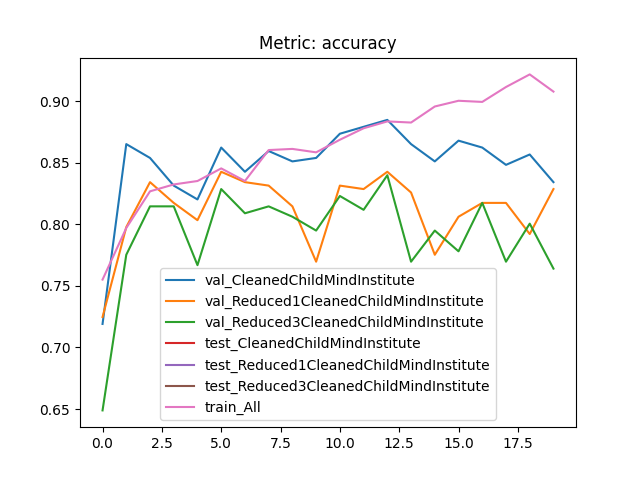 Metric: accuracy
0.90
0.85
0.80
0.75
0.70
0.65
val_CleanedChildMindInstitute
val_Reduced1CleanedChildMindInstitute
val_Reduced3CleanedChildMindInstitute
test_CleanedChildMindInstitute
test_Reduced1CleanedChildMindInstitute
test_Reduced3CleanedChildMindInstitute
train_All
0.0 2.5 5.0 7.5 10.0 12.5 15.0 17.5